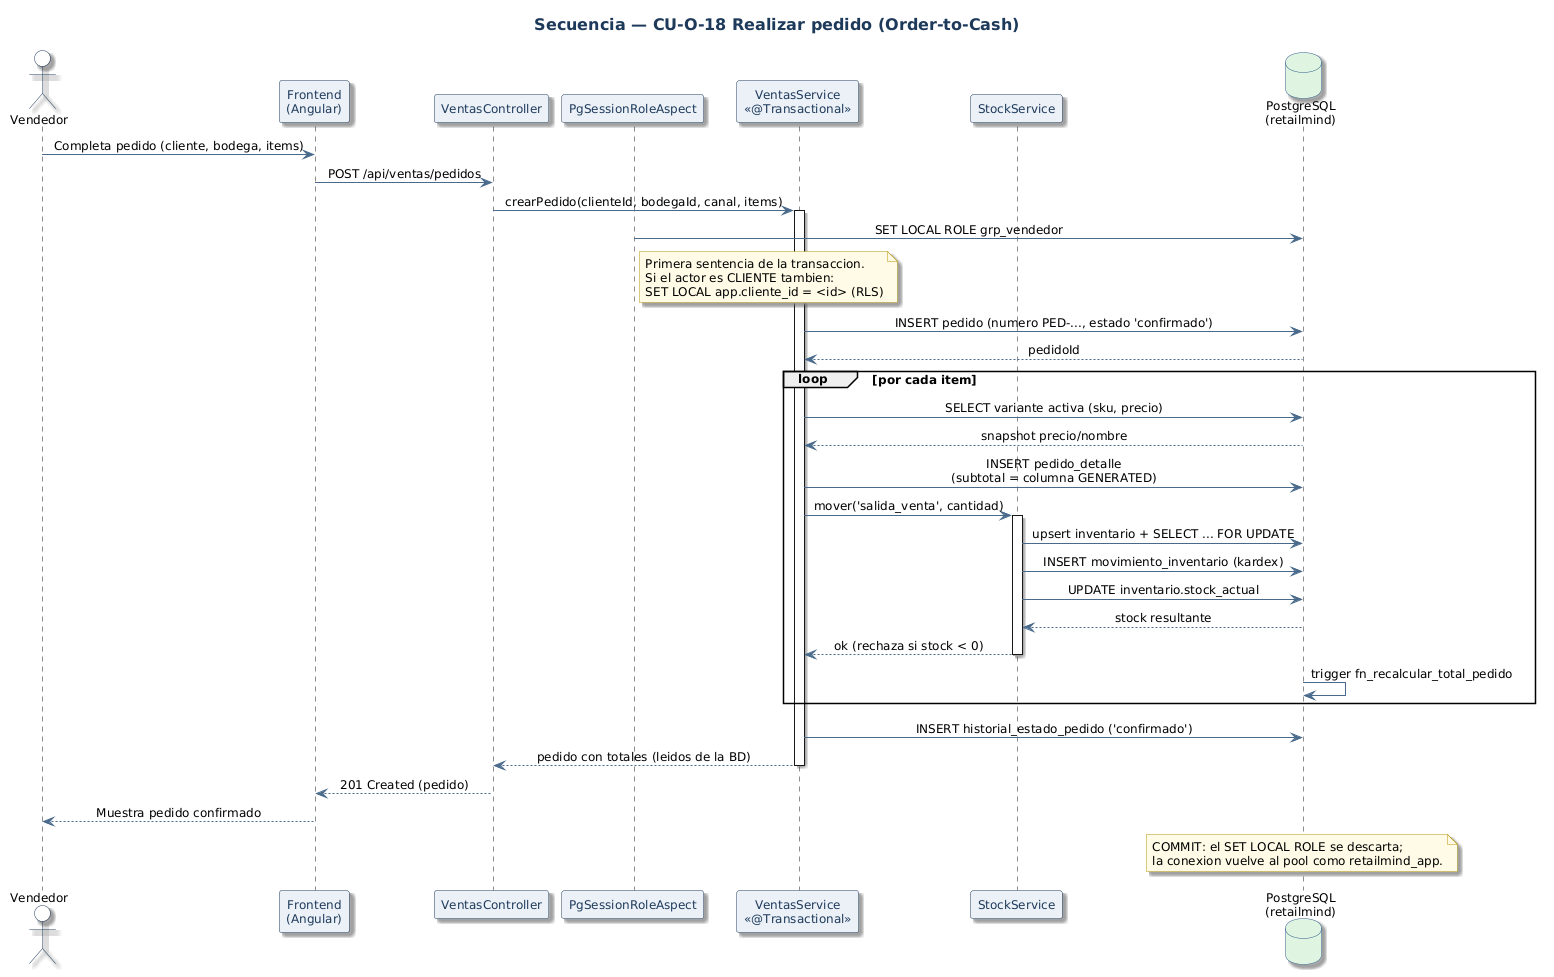 Secuencia — CU-O-18 Realizar pedido (Order-to-Cash)
Vendedor
Frontend
(Angular)
VentasController
PgSessionRoleAspect
VentasService
«@Transactional»
StockService
PostgreSQL
(retailmind)
Completa pedido (cliente, bodega, items)
POST /api/ventas/pedidos
crearPedido(clienteId, bodegaId, canal, items)
SET LOCAL ROLE grp_vendedor
Primera sentencia de la transaccion.
Si el actor es CLIENTE tambien:
SET LOCAL app.cliente_id = <id> (RLS)
INSERT pedido (numero PED-..., estado 'confirmado')
pedidoId
loop [por cada item]
SELECT variante activa (sku, precio)
snapshot precio/nombre
INSERT pedido_detalle
(subtotal = columna GENERATED)
mover('salida_venta', cantidad)
upsert inventario + SELECT ... FOR UPDATE
INSERT movimiento_inventario (kardex)
UPDATE inventario.stock_actual
stock resultante
ok (rechaza si stock < 0)
trigger fn_recalcular_total_pedido
INSERT historial_estado_pedido ('confirmado')
pedido con totales (leidos de la BD)
201 Created (pedido)
Muestra pedido confirmado
COMMIT: el SET LOCAL ROLE se descarta;
la conexion vuelve al pool como retailmind_app.
Vendedor
Frontend
(Angular)
VentasController
PgSessionRoleAspect
VentasService
«@Transactional»
StockService
PostgreSQL
(retailmind)